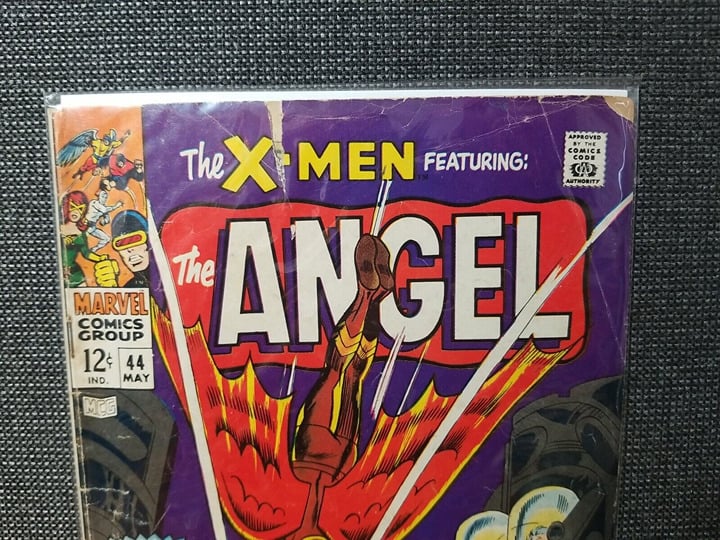 The X-MEN FEATURING:
APPROVED
BY THE
COMICS
CODE
AUTHORITY
The ANGEL
MARVEL
COMICS
GROUP
12¢
IND.
44
MAY
MCG